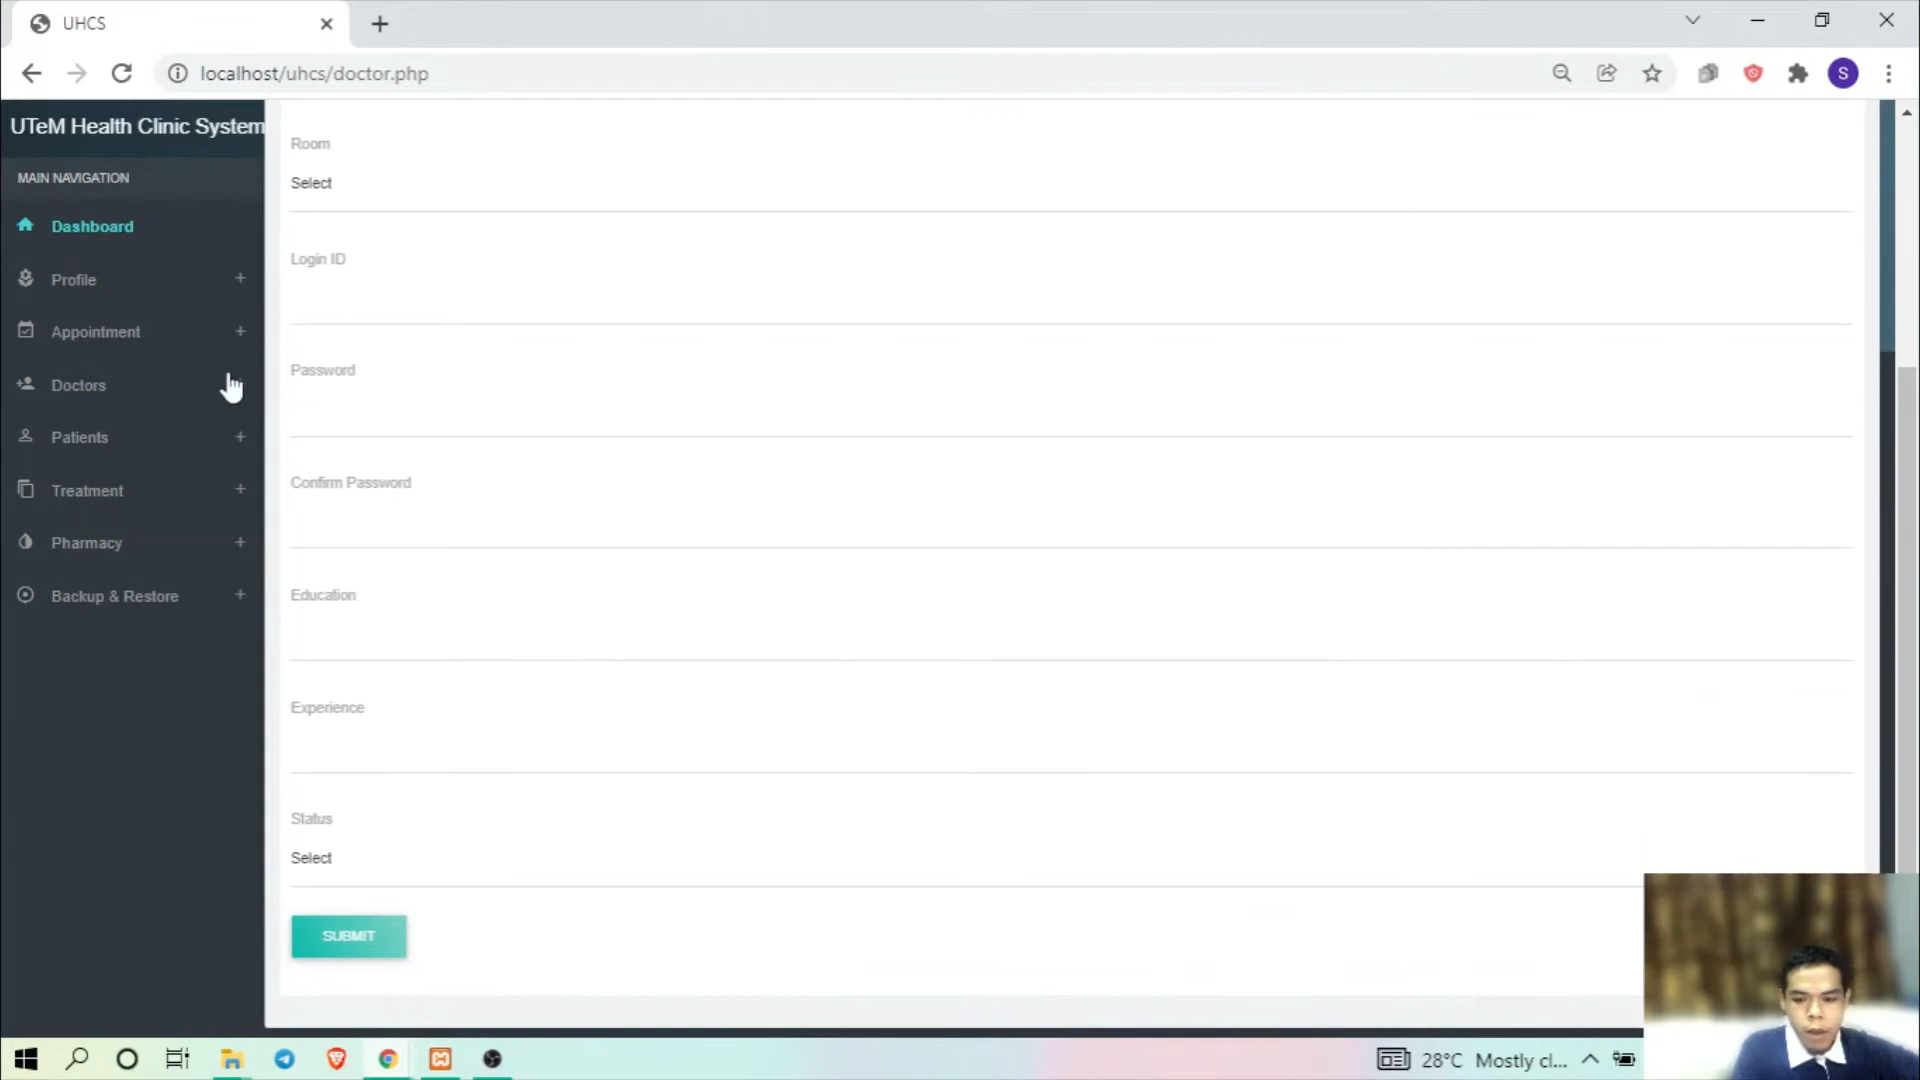 UHCS
localhost/uhcs/doctor.php
S
UTeM Health Clinic System
MAIN NAVIGATION
Dashboard
Profile +
Appointment +
Doctors
Patients +
Treatment +
Pharmacy +
Backup & Restore +
Room
Select
Login ID
Password
Confirm Password
Education
Experience
Status
Select
SUBMIT
28°C Mostly cl...